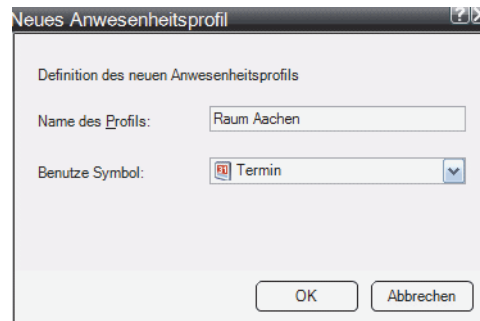 Neues Anwesenheitsprofil
Definition des neuen Anwesenheitsprofils
Name des Profils: Raum Aachen
Benutze Symbol: Termin
OK Abbrechen